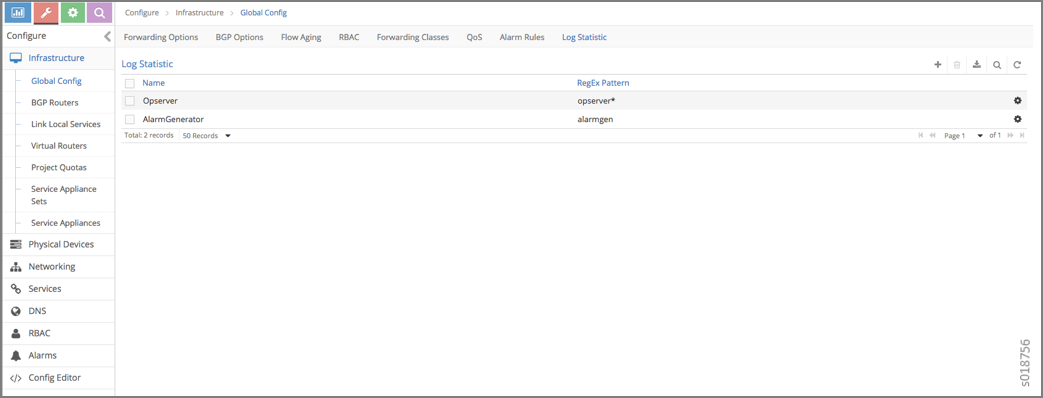 Configure > Infrastructure > Global Config
Configure
Forwarding Options BGP Options Flow Aging RBAC Forwarding Classes QoS Alarm Rules Log Statistic
Infrastructure
Global Config
BGP Routers
Link Local Services
Virtual Routers
Project Quotas
Service Appliance
Sets
Service Appliances
Physical Devices
Networking
Services
DNS
RBAC
Alarms
Config Editor
Log Statistic
Name RegEx Pattern
Opserver opserver*
AlarmGenerator alarmgen
Total: 2 records 50 Records Page 1 of 1
s018756